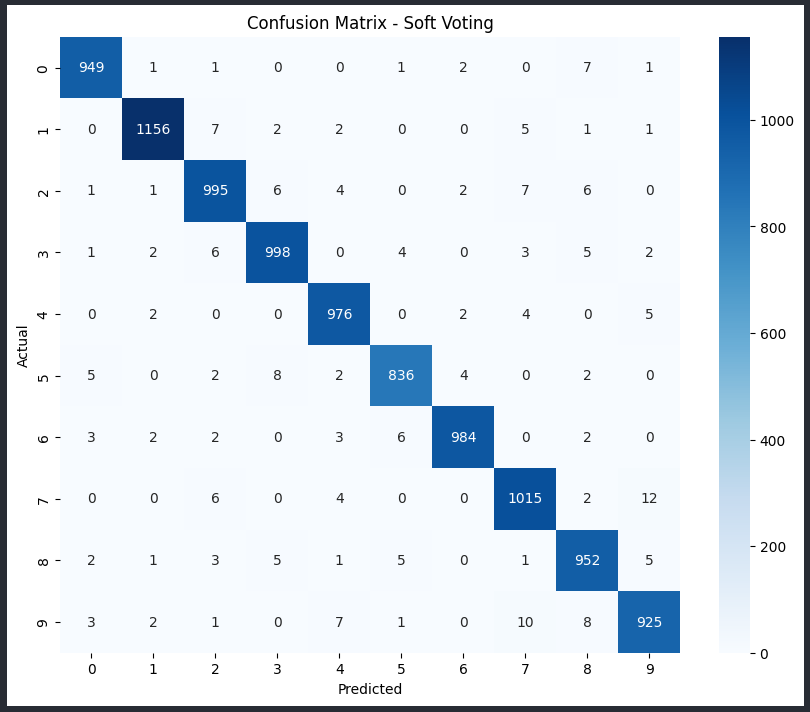 Confusion Matrix - Soft Voting
0 949 1 1 0 0 1 2 0 7 1
1 0 1156 7 2 2 0 0 5 1 1
2 1 1 995 6 4 0 2 7 6 0
3 1 2 6 998 0 4 0 3 5 2
4 0 2 0 0 976 0 2 4 0 5
5 5 0 2 8 2 836 4 0 2 0
6 3 2 2 0 3 6 984 0 2 0
7 0 0 6 0 4 0 0 1015 2 12
8 2 1 3 5 1 5 0 1 952 5
9 3 2 1 0 7 1 0 10 8 925
0 1 2 3 4 5 6 7 8 9
Predicted
Actual
1000
800
600
400
200
0